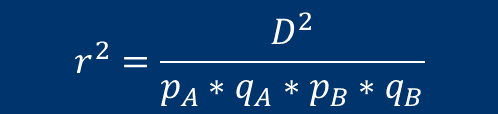 r² = D² / (p_A * q_A * p_B * q_B)